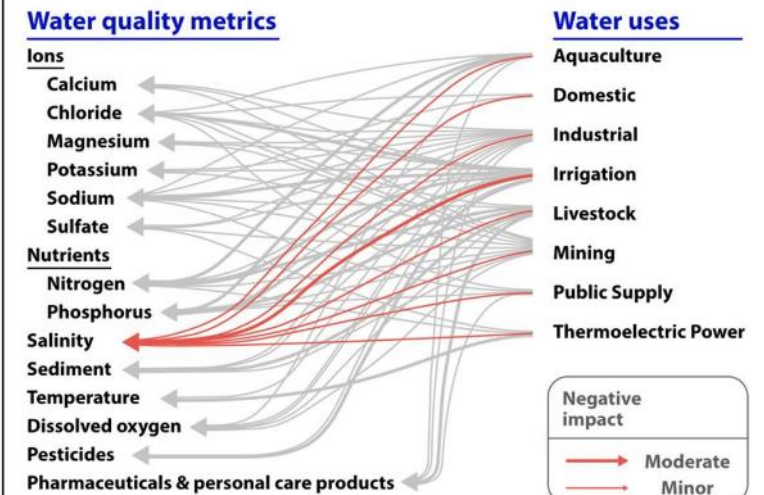 Water quality metrics
Ions
Calcium
Chloride
Magnesium
Potassium
Sodium
Sulfate
Nutrients
Nitrogen
Phosphorus
Salinity
Sediment
Temperature
Dissolved oxygen
Pesticides
Pharmaceuticals & personal care products
Water uses
Aquaculture
Domestic
Industrial
Irrigation
Livestock
Mining
Public Supply
Thermoelectric Power
Negative
impact
Moderate
Minor